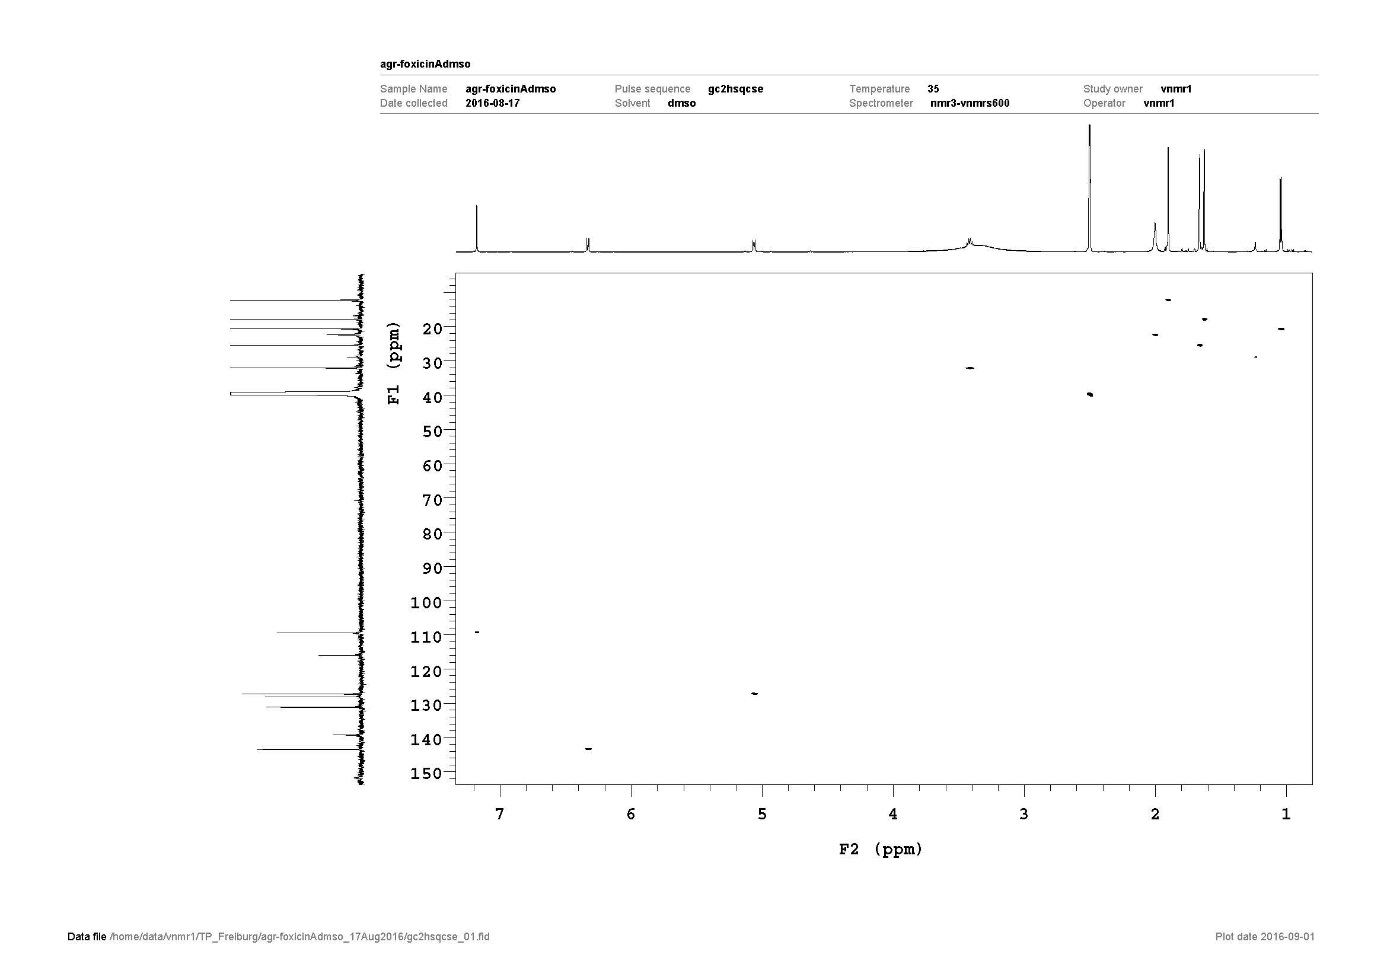 agr-foxicinAdmso
Sample Name agr-foxicinAdmso Pulse sequence gc2hsqcse Temperature 35 Study owner vnmr1
Date collected 2016-08-17 Solvent dmso Spectrometer nmr3-vnmrs600 Operator vnmr1
F1 (ppm)
20
30
40
50
60
70
80
90
100
110
120
130
140
150
7 6 5 4 3 2 1
F2 (ppm)
Data file /home/data/vnmr1/TP_Freiburg/agr-foxicinAdmso_17Aug2016/gc2hsqcse_01.fid Plot date 2016-09-01